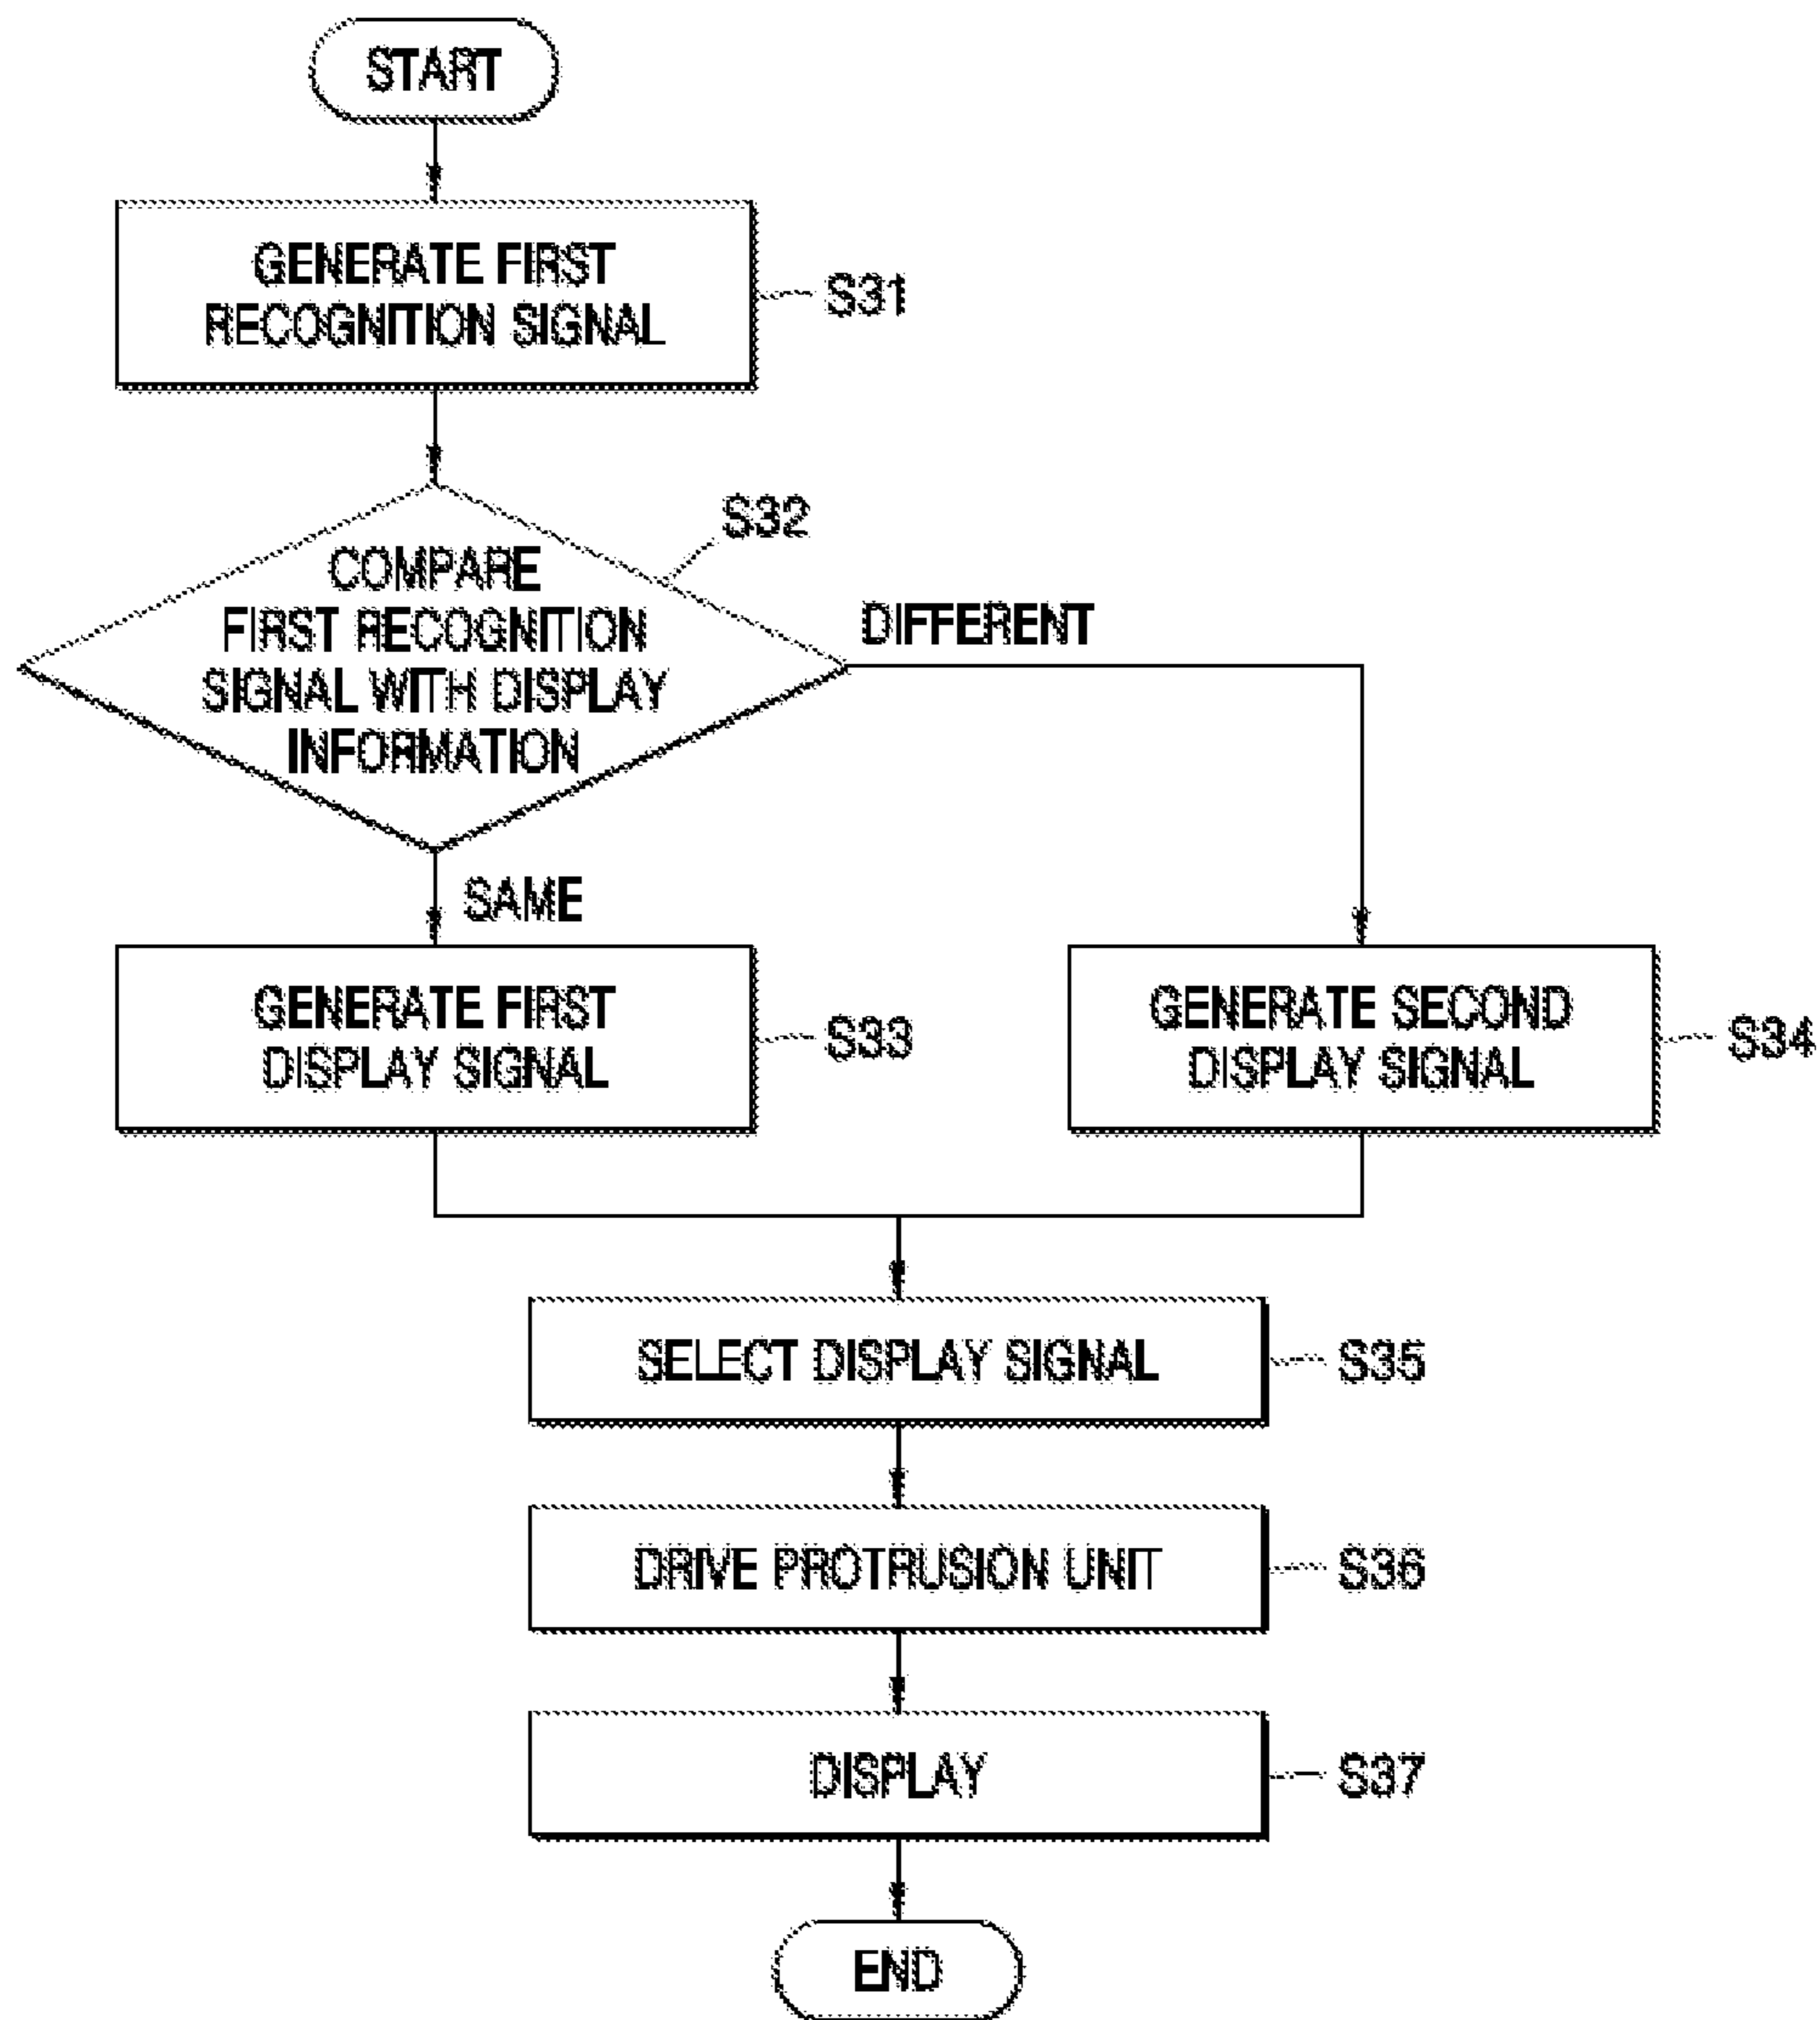 START
GENERATE FIRST
RECOGNITION SIGNAL
S31
S32
COMPARE
FIRST RECOGNITION
SIGNAL WITH DISPLAY
INFORMATION
DIFFERENT
SAME
GENERATE FIRST
DISPLAY SIGNAL
S33
GENERATE SECOND
DISPLAY SIGNAL
S34
SELECT DISPLAY SIGNAL
S35
DRIVE PROTRUSION UNIT
S36
DISPLAY
S37
END